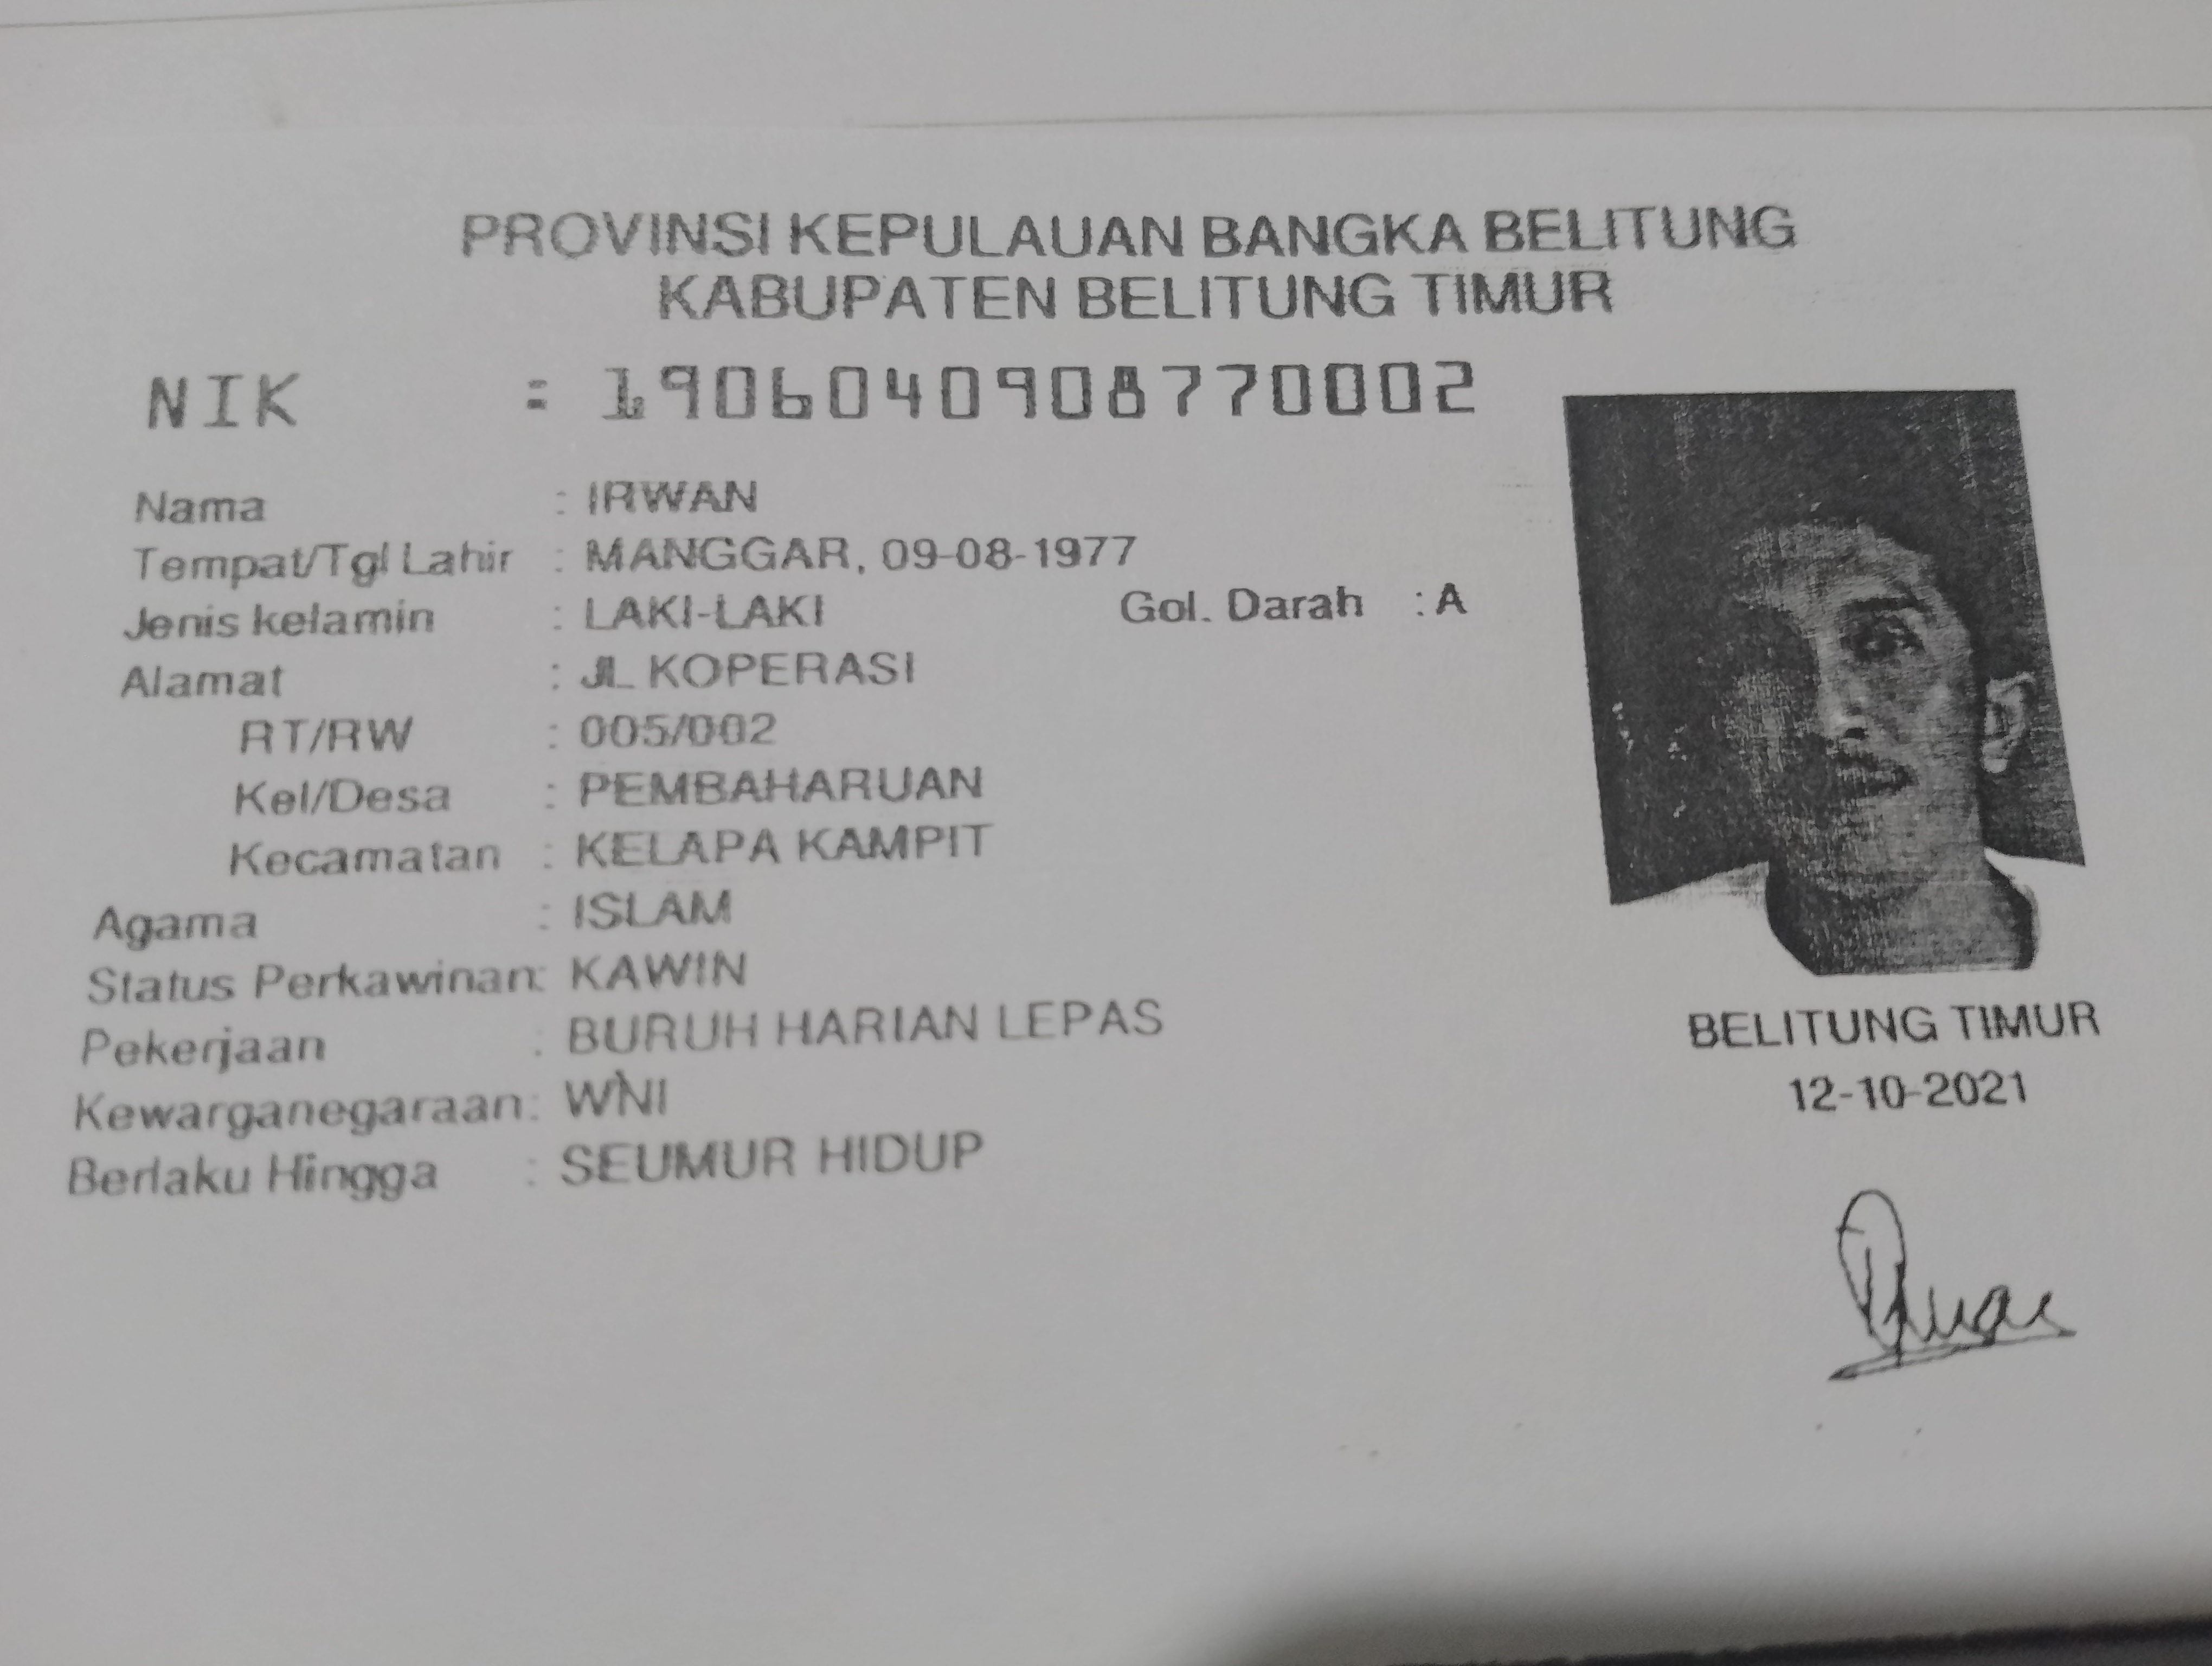 PROVINSI KEPULAUAN BANGKA BELITUNG
KABUPATEN BELITUNG TIMUR
NIK : 1906040908770002
Nama : IRWAN
Tempat/Tgl Lahir : MANGGAR, 09-08-1977
Jenis kelamin : LAKI-LAKI Gol. Darah : A
Alamat : JL KOPERASI
RT/RW : 005/002
Kel/Desa : PEMBAHARUAN
Kecamatan : KELAPA KAMPIT
Agama : ISLAM
Status Perkawinan: KAWIN
Pekerjaan : BURUH HARIAN LEPAS
Kewarganegaraan: WNI
Berlaku Hingga : SEUMUR HIDUP
BELITUNG TIMUR
12-10-2021